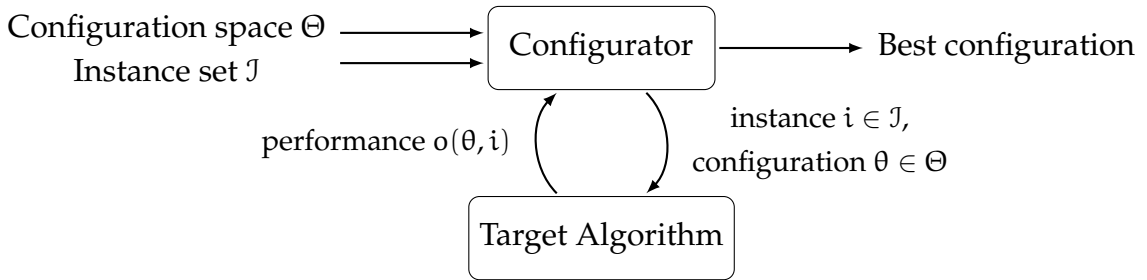 Configuration space Θ
Instance set ℐ
Configurator
Best configuration
performance o(θ, i)
instance i ∈ ℐ,
configuration θ ∈ Θ
Target Algorithm